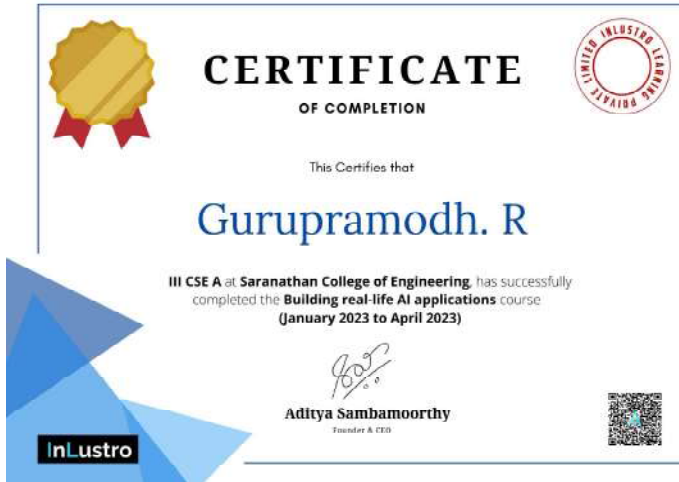 CERTIFICATE
OF COMPLETION
INLUSTRO LEARNING PRIVATE LIMITED
This Certifies that
Gurupramodh. R
III CSE A at Saranathan College of Engineering, has successfully
completed the Building real-life AI applications course
(January 2023 to April 2023)
Aditya Sambamoorthy
Founder & CEO
InLustro